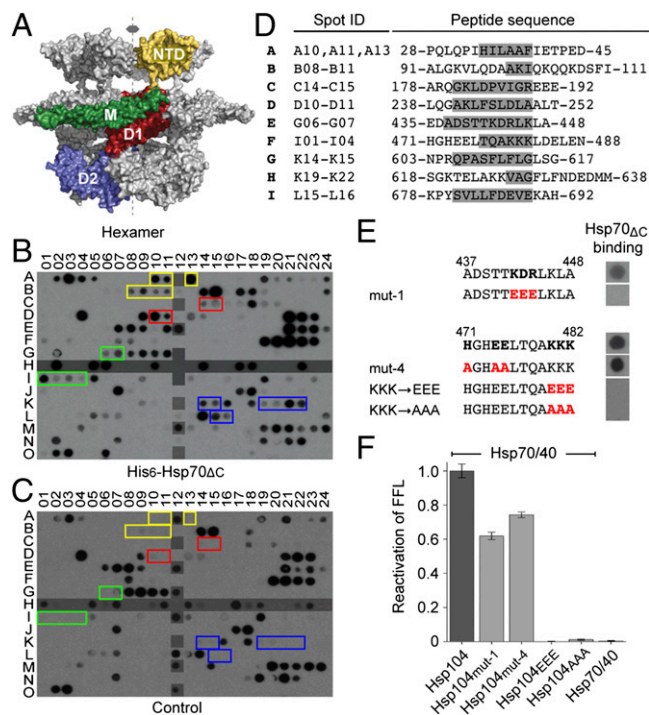 A
NTD
M
D1
D2
Hexamer
B
01 02 03 04 05 06 07 08 09 10 11 12 13 14 15 16 17 18 19 20 21 22 23 24
A
B
C
D
E
F
G
H
I
J
K
L
M
N
O
His6-Hsp70ΔC
C
01 02 03 04 05 06 07 08 09 10 11 12 13 14 15 16 17 18 19 20 21 22 23 24
A
B
C
D
E
F
G
H
I
J
K
L
M
N
O
Control
D
Spot ID Peptide sequence
A A10,A11,A13 28-PQLQPIHILAAFIETPED-45
B B08-B11 91-ALGKVLQDAAKIQKQQKDSFI-111
C C14-C15 178-ARQGKLDPVIGREEE-192
D D10-D11 238-LQGAKLFSLDLAALT-252
E G06-G07 435-EDADSTTKDRLKLA-448
F I01-I04 471-HGHEELTQAKKKLIDELEN-488
G K14-K15 603-NPRQPASFLFLGLSG-617
H K19-K22 618-SGKTELAKKVAGFLFNDEDMM-638
I L15-L16 678-KPYSVLLFDEVEKAH-692
E
Hsp70ΔC
binding
437 448
ADSTTKDRLKLA
mut-1 ADSTTEEELKLA
471 482
HGHEELTQAKKK
mut-4 AGHAALTQAKKK
KKK→EEE HGHEELTQAEEE
KKK→AAA HGHEELTQAAAA
F
Hsp70/40
Reactivation of FFL
1.0
0.8
0.6
0.4
0.2
0
Hsp104
Hsp104mut-1
Hsp104mut-4
Hsp104EEE
Hsp104AAA
Hsp70/40